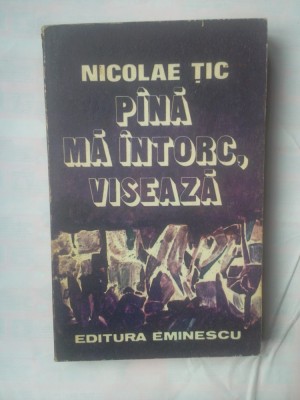 NICOLAE ȚIC
PÎNĂ
MĂ ÎNTORC,
VISEAZĂ
EDITURA EMINESCU